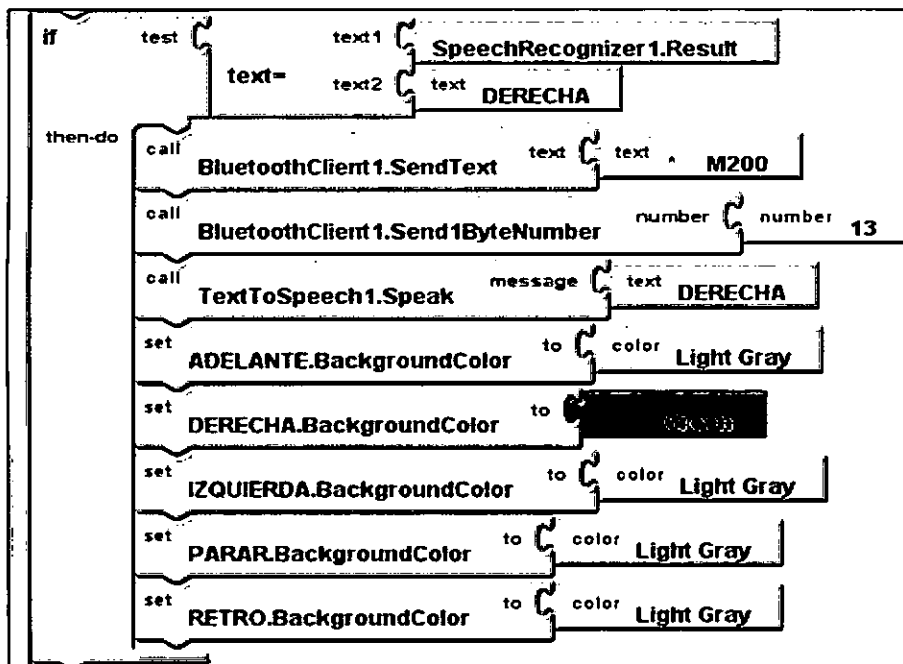 if test text= text1 SpeechRecognizer1.Result
text2 text DERECHA
then-do
call BluetoothClient1.SendText text text M200
call BluetoothClient1.Send1ByteNumber number number 13
call TextToSpeech1.Speak message text DERECHA
set ADELANTE.BackgroundColor to color Light Gray
set DERECHA.BackgroundColor to
set IZQUIERDA.BackgroundColor to color Light Gray
set PARAR.BackgroundColor to color Light Gray
set RETRO.BackgroundColor to color Light Gray